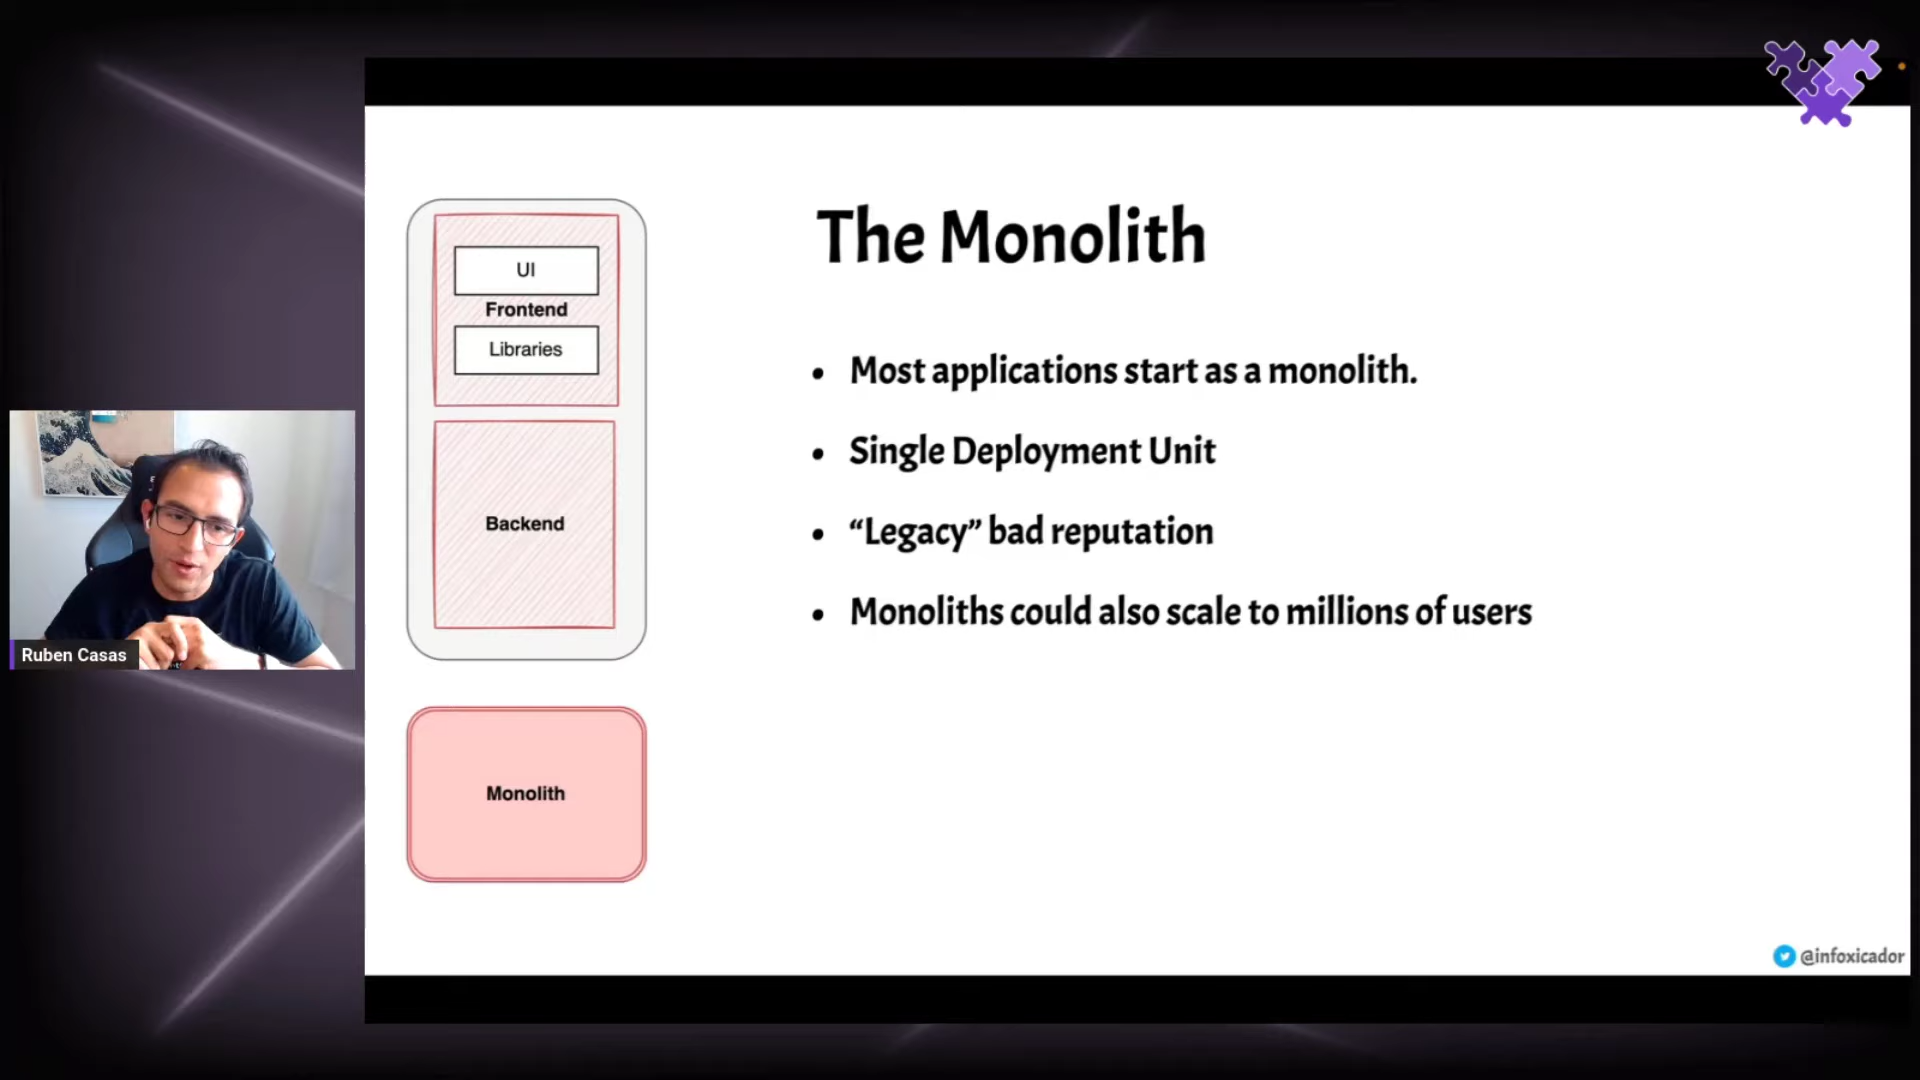 The Monolith
UI
Frontend
Libraries
Backend
Monolith
• Most applications start as a monolith.
• Single Deployment Unit
• “Legacy” bad reputation
• Monoliths could also scale to millions of users
Ruben Casas
@infoxicador